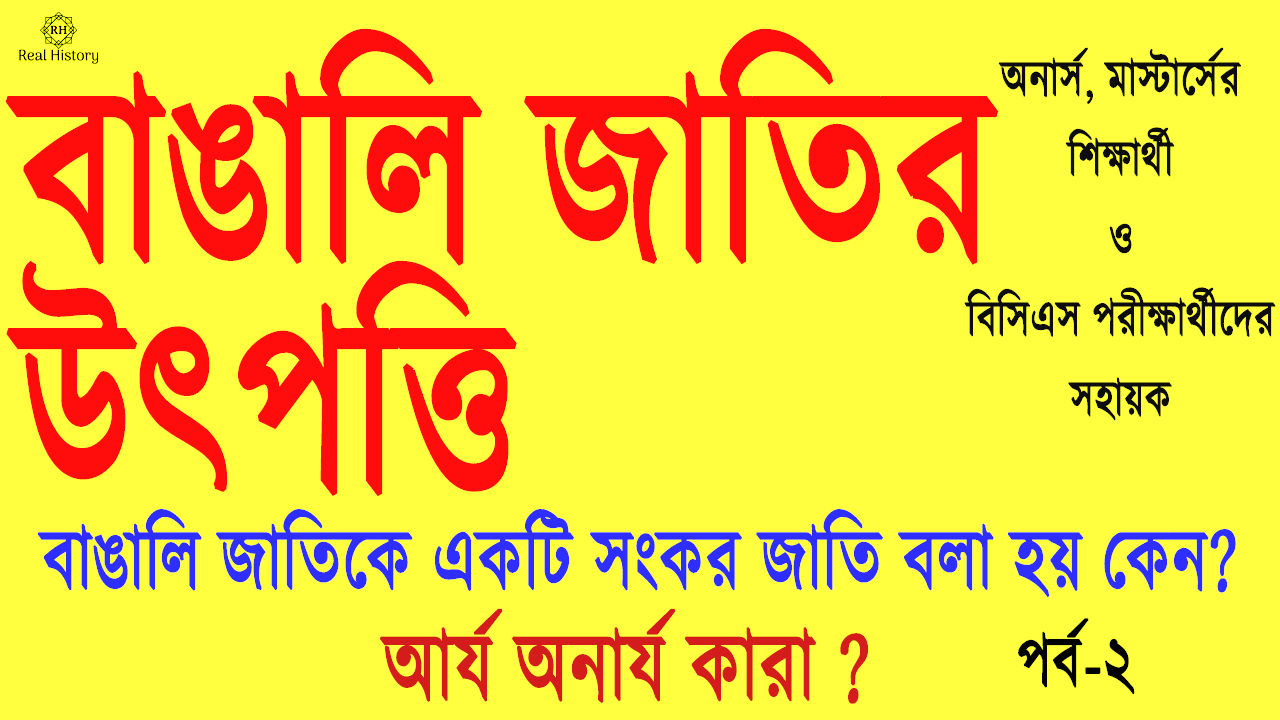 RH
Real History
বাঙালি জাতির
উৎপত্তি
অনার্স, মাস্টার্সের
শিক্ষার্থী
ও
বিসিএস পরীক্ষার্থীদের
সহায়ক
বাঙালি জাতিকে একটি সংকর জাতি বলা হয় কেন?
আর্য অনার্য কারা ?
পর্ব-২